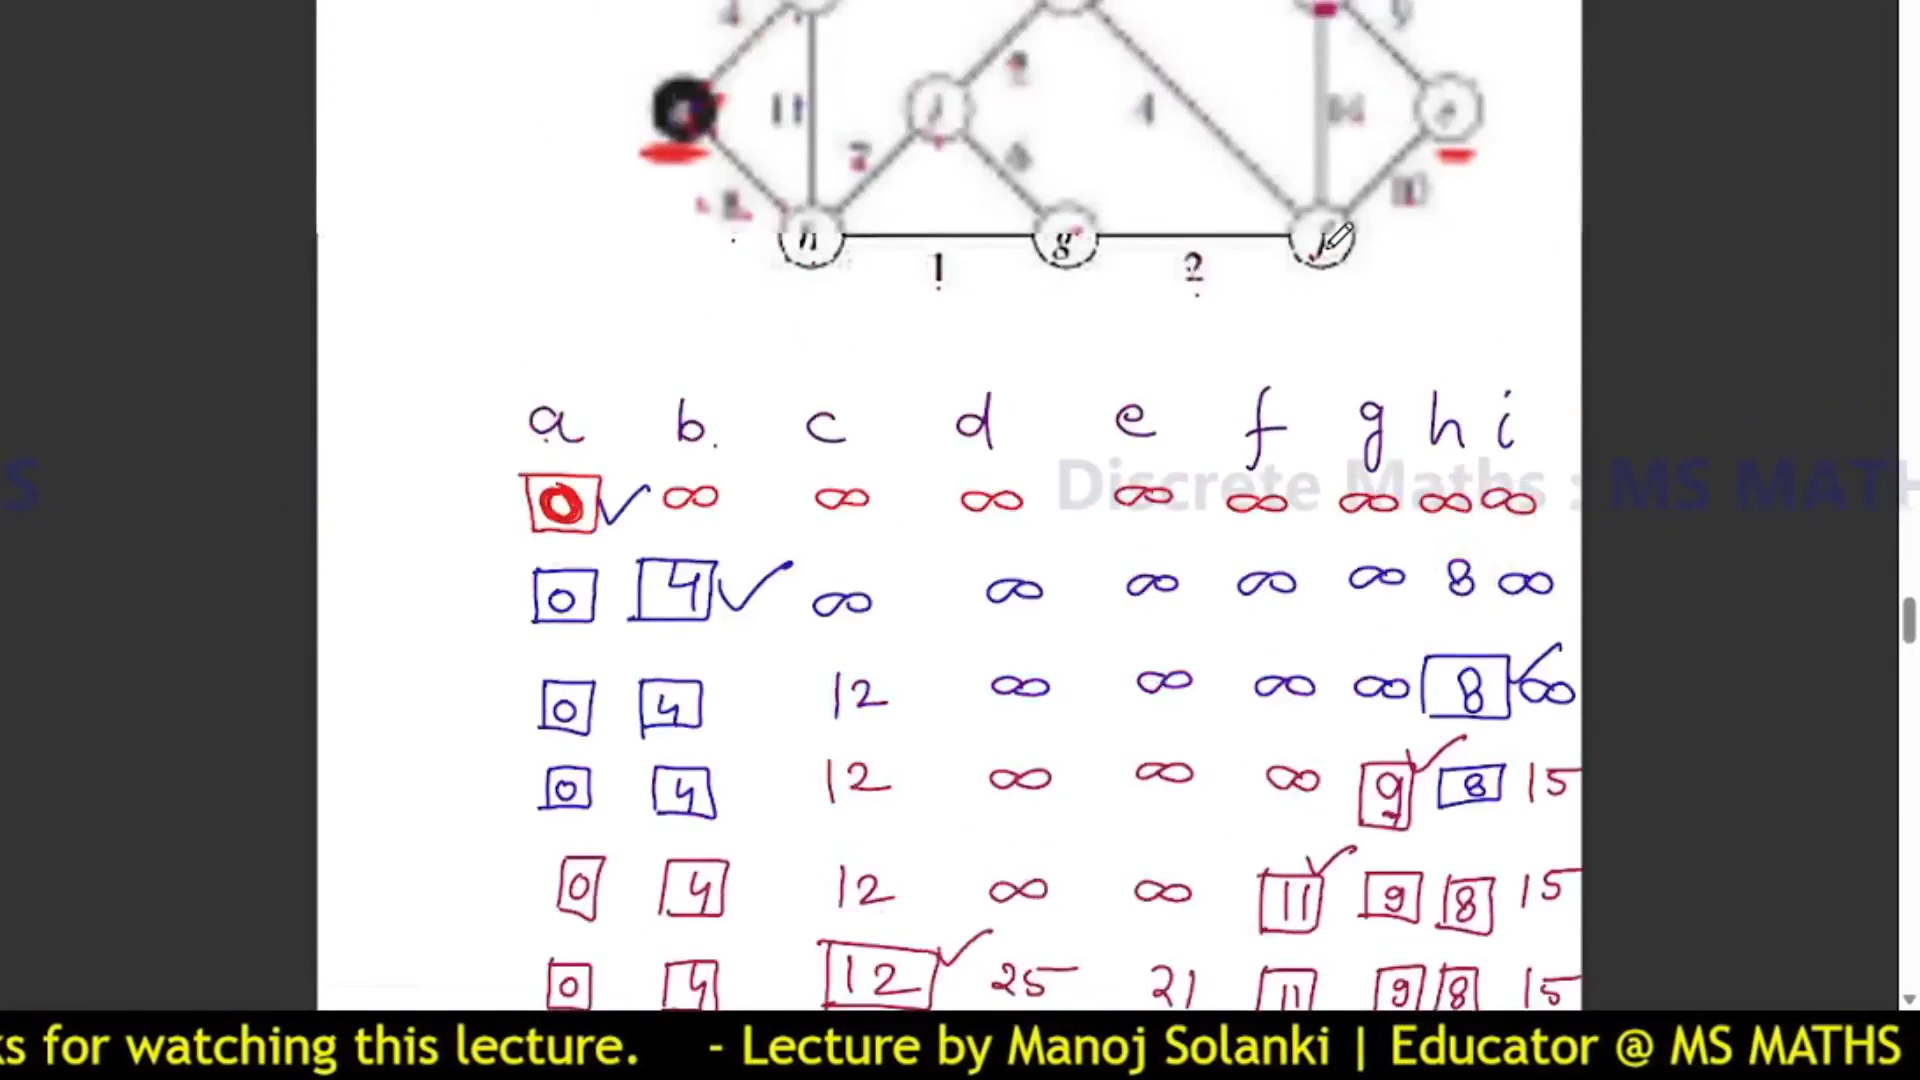 11
7
1
2
h
g
a b. c d e f g h i
0 ∞ ∞ ∞ ∞ ∞ ∞ ∞ ∞
Discrete Maths : MS MATH
S
0 4 ∞ ∞ ∞ ∞ ∞ 8 ∞
0 4 12 ∞ ∞ ∞ ∞ 8 ∞
0 4 12 ∞ ∞ ∞ 9 8 15
0 4 12 ∞ ∞ 11 9 8 15
0 4 12 25 21 11 9 8 15
ks for watching this lecture. - Lecture by Manoj Solanki | Educator @ MS MATHS